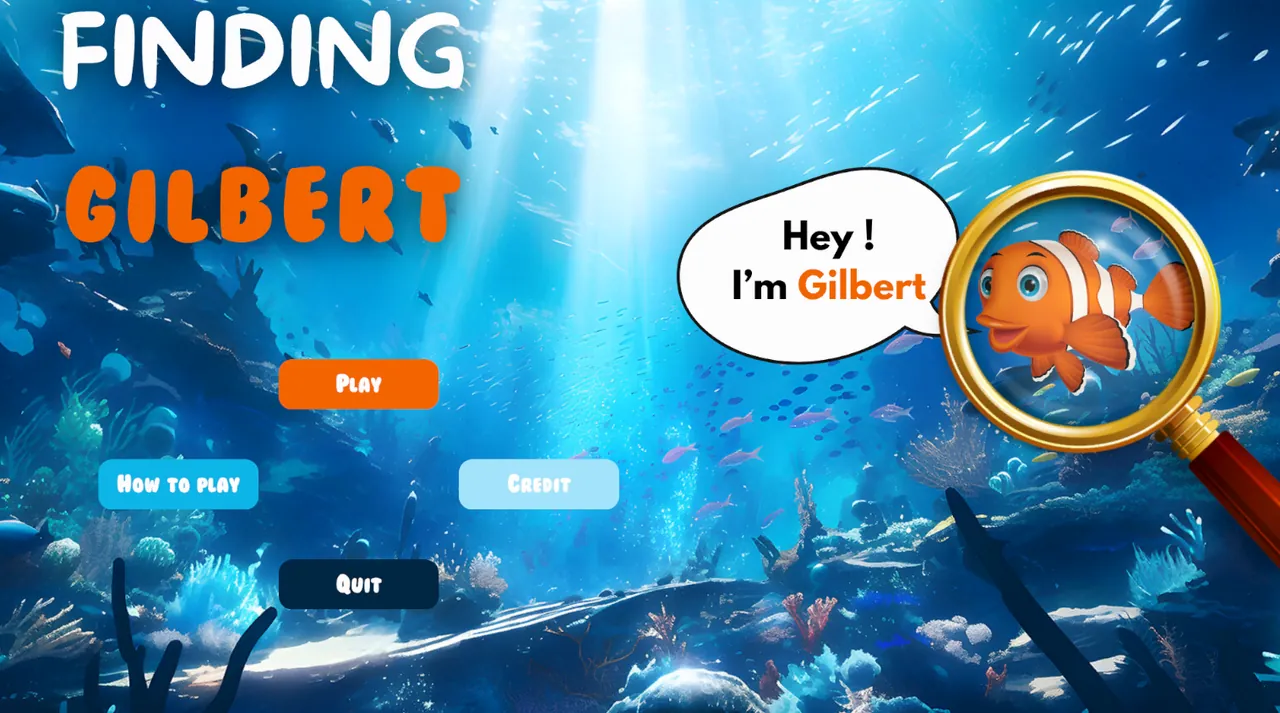 FINDING
GILBERT
Hey !
I'm Gilbert
Play
How to play
Credit
Quit